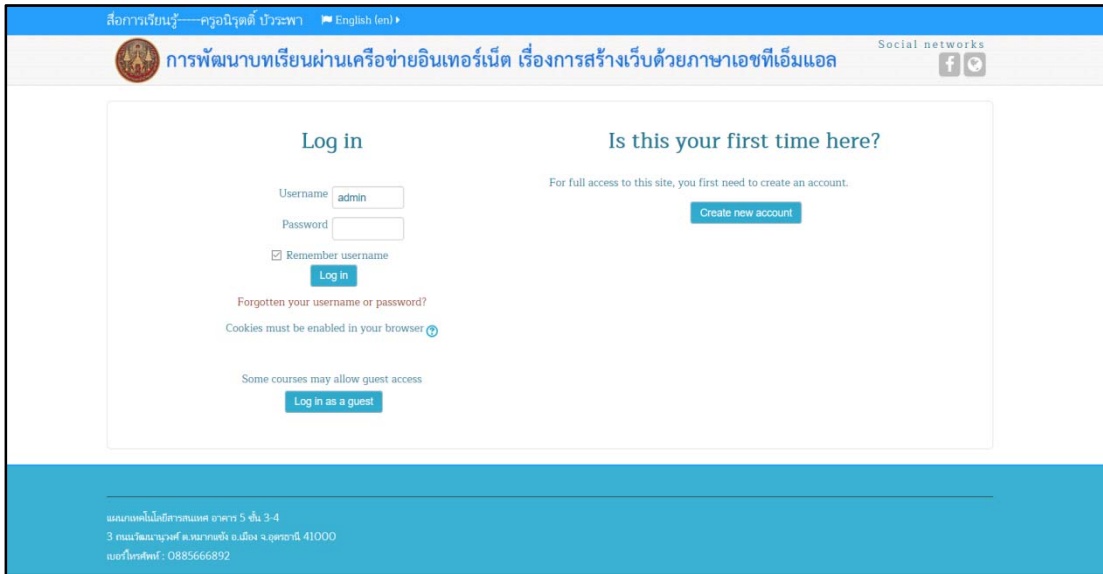 สื่อการเรียนรู้-----ครูอนิรุตติ์ บัวระพา English (en)
การพัฒนาบทเรียนผ่านเครือข่ายอินเทอร์เน็ต เรื่องการสร้างเว็บด้วยภาษาเอชทีเอ็มแอล
Social networks
Log in
Username admin
Password
Remember username
Log in
Forgotten your username or password?
Cookies must be enabled in your browser
Some courses may allow guest access
Log in as a guest
Is this your first time here?
For full access to this site, you first need to create an account.
Create new account
แผนกเทคโนโลยีสารสนเทศ อาคาร 5 ชั้น 3-4
3 ถนนวัฒนานุวงศ์ ต.หมากแข้ง อ.เมือง จ.อุดรธานี 41000
เบอร์โทรศัพท์ : 0885666892